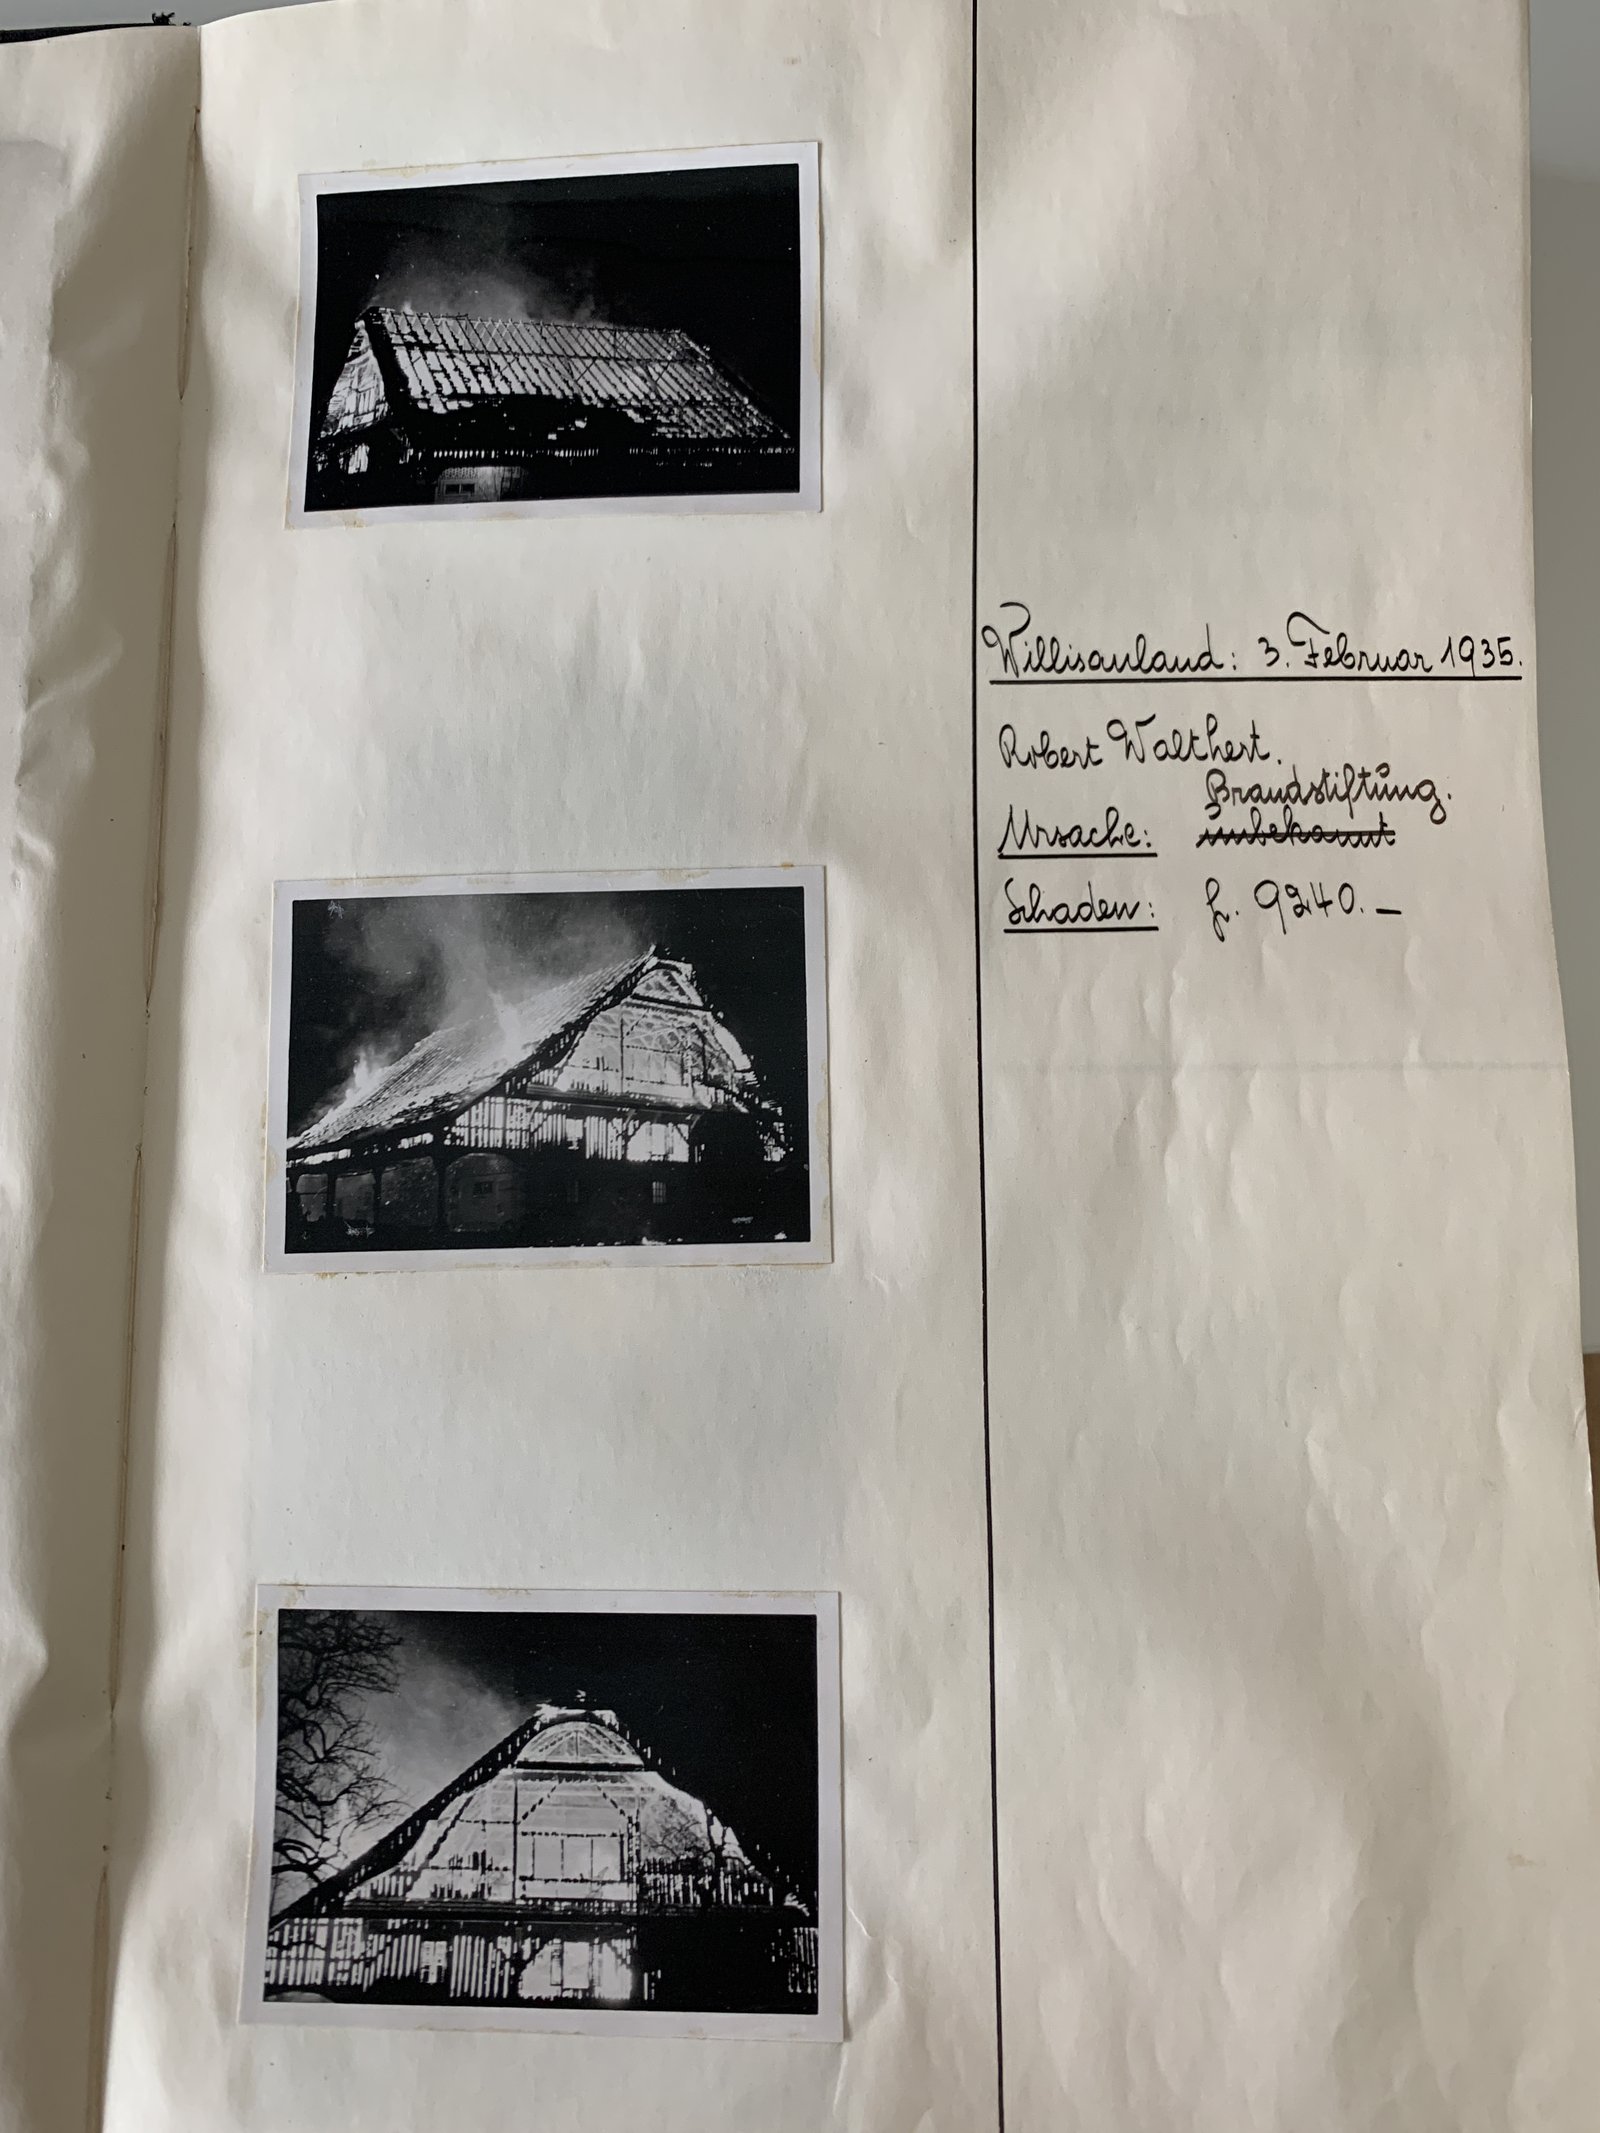 Willisauland: 3. Februar 1935.
Robert Walthert.
Brandstiftung.
Ursache: unbekannt
Schaden: fr. 9240.–